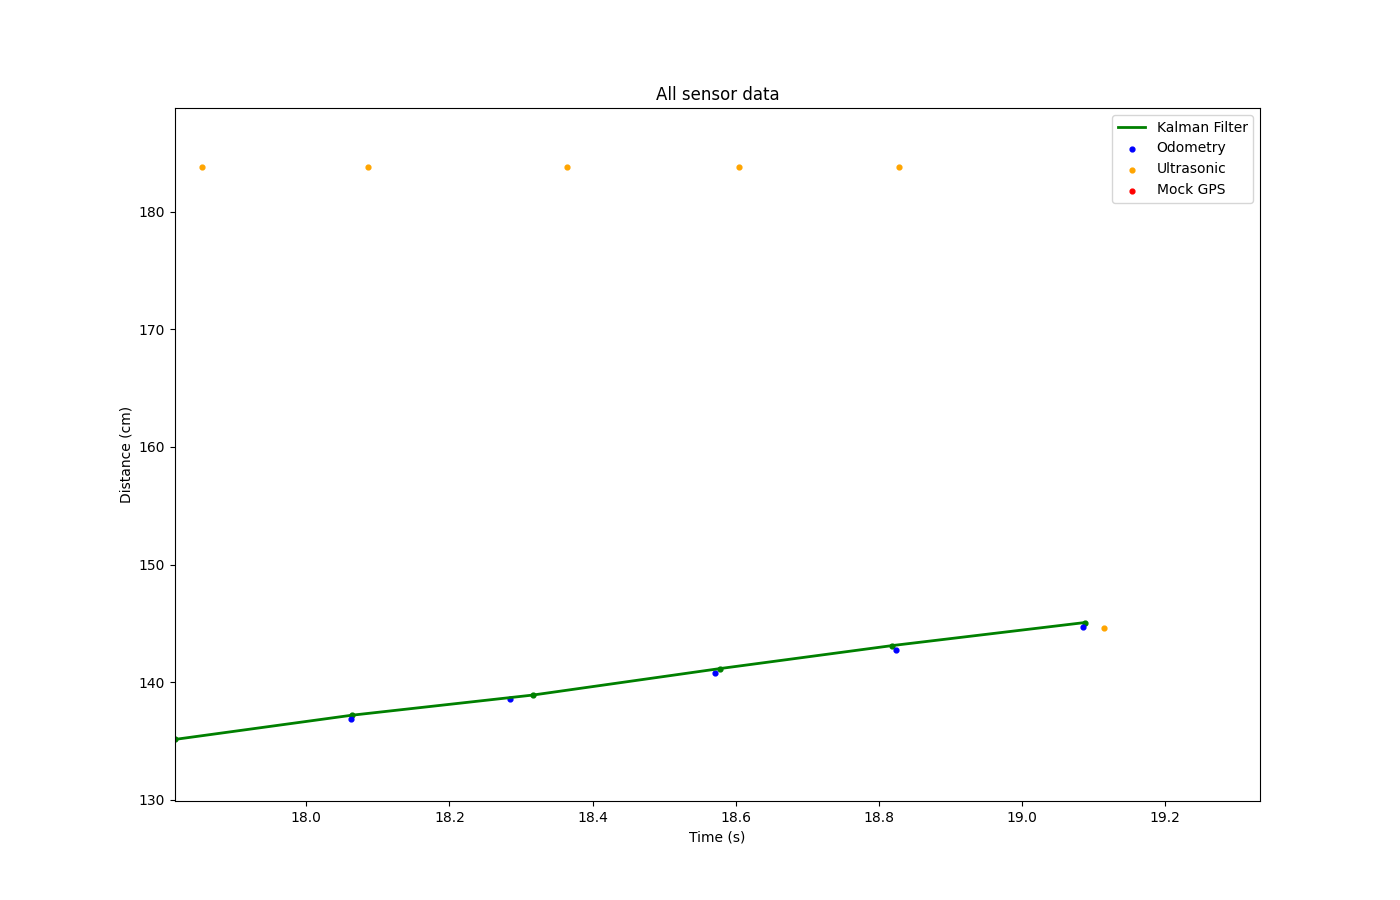 All sensor data
Kalman Filter
Odometry
Ultrasonic
Mock GPS
Distance (cm)
180
170
160
150
140
130
18.0 18.2 18.4 18.6 18.8 19.0 19.2
Time (s)